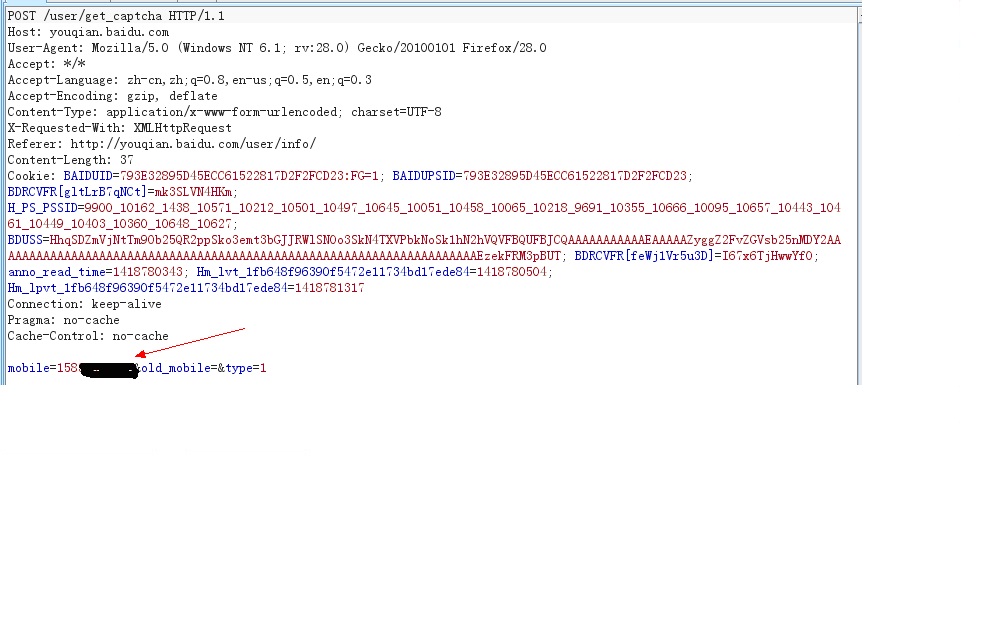 POST /user/get_captcha HTTP/1.1
Host: youqian.baidu.com
User-Agent: Mozilla/5.0 (Windows NT 6.1; rv:28.0) Gecko/20100101 Firefox/28.0
Accept: */*
Accept-Language: zh-cn,zh;q=0.8,en-us;q=0.5,en;q=0.3
Accept-Encoding: gzip, deflate
Content-Type: application/x-www-form-urlencoded; charset=UTF-8
X-Requested-With: XMLHttpRequest
Referer: http://youqian.baidu.com/user/info/
Content-Length: 37
Cookie: BAIDUID=793E32895D45ECC61522817D2F2FCD23:FG=1; BAIDUPSID=793E32895D45ECC61522817D2F2FCD23;
BDRCVFR[gltLrB7qNCt]=mk3SLVN4HKm;
H_PS_PSSID=9900_10162_1438_10571_10212_10501_10497_10645_10051_10458_10065_10218_9691_10355_10666_10095_10657_10443_104
61_10449_10403_10360_10648_10627;
BDUSS=HhqSDZmVjNtTm9Ob25QR2ppSko3emt3bGJJRWlSN0o3SkN4TXVPbkNoSk1hN2hVQVFBQUFBJCQAAAAAAAAAAAEAAAAAZyggZ2FvZGVsb25nMDY2AA
AAAAAAAAAAAAAAAAAAAAAAAAAAAAAAAAAAAAAAAAAAAAAAAAAAAAAAAAAAAAAAAAAAAAAAEzekFRM3pBUT; BDRCVFR[feWj1Vr5u3D]=I67x6TjHwwYf0;
anno_read_time=1418780343; Hm_lvt_1fb648f96390f5472e11734bd17ede84=1418780504;
Hm_lpvt_1fb648f96390f5472e11734bd17ede84=1418781317
Connection: keep-alive
Pragma: no-cache
Cache-Control: no-cache
mobile=158 &old_mobile=&type=1